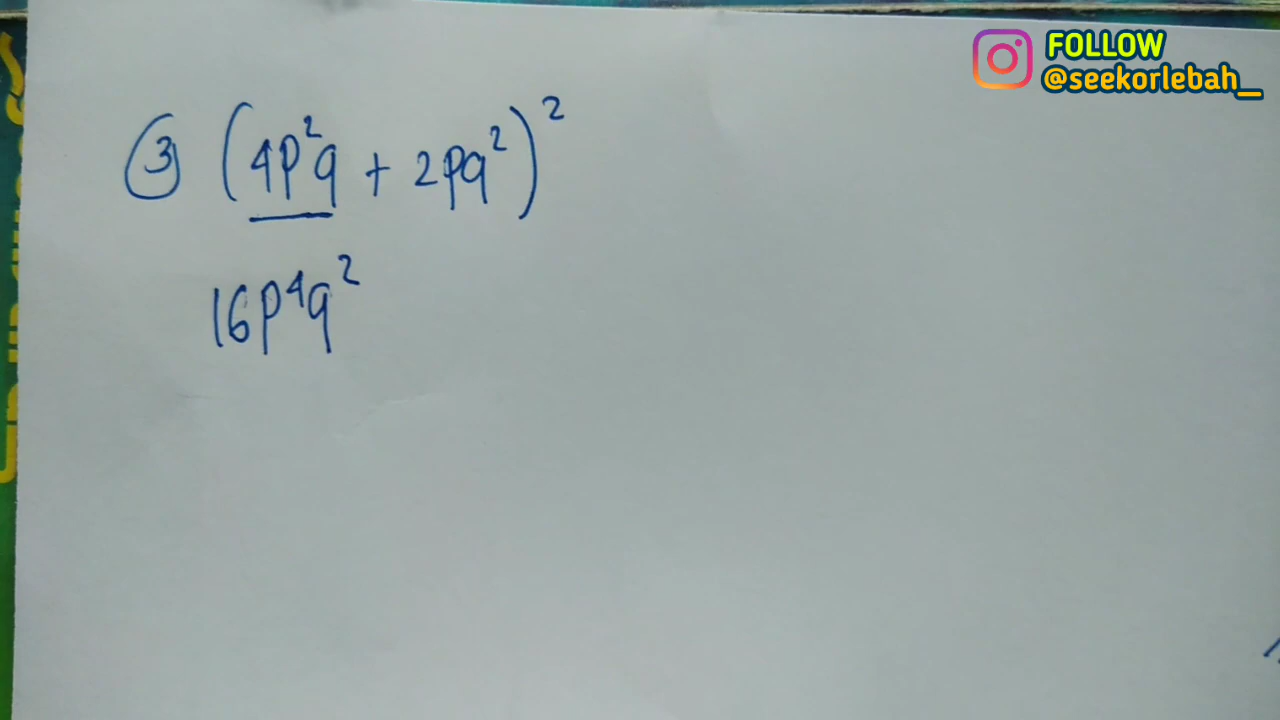 FOLLOW
@seekorlebah_
③ (4p²q + 2pq²)²
16p⁴q²